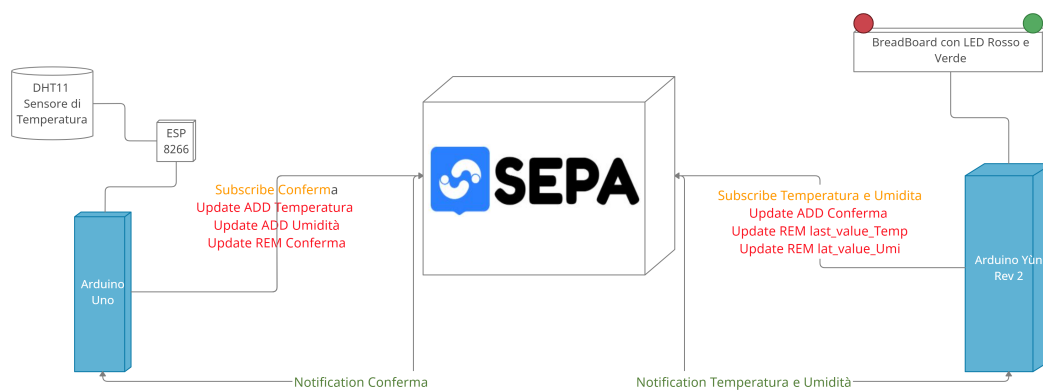 BreadBoard con LED Rosso e
Verde
DHT11
Sensore di
Temperatura
ESP
8266
SEPA
Subscribe Conferma
Update ADD Temperatura
Update ADD Umidità
Update REM Conferma
Subscribe Temperatura e Umidita
Update ADD Conferma
Update REM last_value_Temp
Update REM lat_value_Umi
Arduino
Uno
Arduino Yùn
Rev 2
Notification Conferma
Notification Temperatura e Umidità